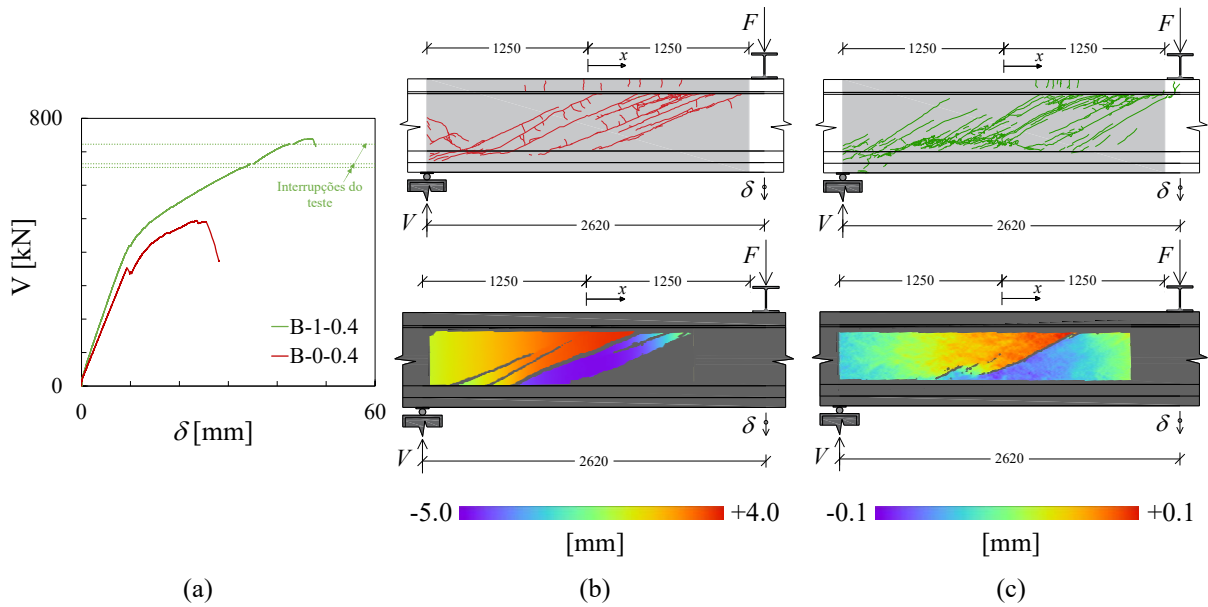 800
V [kN]
Interrupções do
teste
B-1-0.4
B-0-0.4
0
0
60
δ [mm]
(a)
F
1250
1250
x
δ
V
2620
F
1250
1250
x
δ
V
2620
-5.0
+4.0
[mm]
(b)
F
1250
1250
x
δ
V
2620
F
1250
1250
x
δ
V
2620
-0.1
+0.1
[mm]
(c)